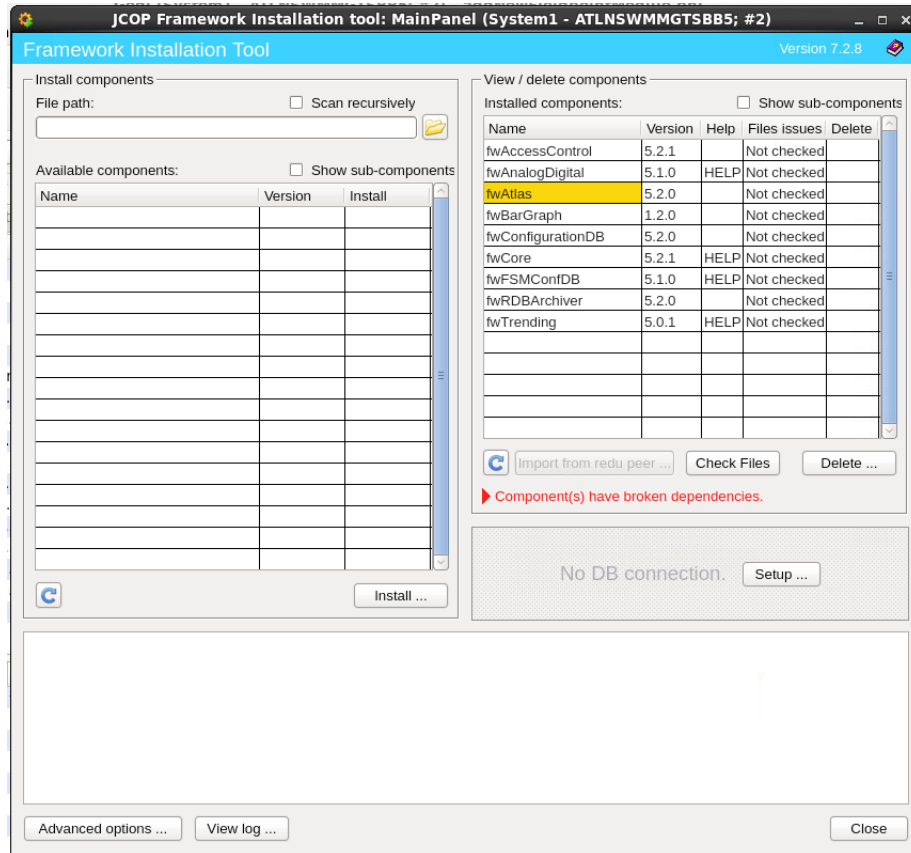 JCOP Framework Installation tool: MainPanel (System1 - ATLNSWMMGTSBB5; #2)
Framework Installation Tool
Version 7.2.8
Install components
File path:
Scan recursively
Available components:
Show sub-components
Name Version Install
Install ...
View / delete components
Installed components:
Show sub-components
Name Version Help Files issues Delete
fwAccessControl 5.2.1 Not checked
fwAnalogDigital 5.1.0 HELP Not checked
fwAtlas 5.2.0 Not checked
fwBarGraph 1.2.0 Not checked
fwConfigurationDB 5.2.0 Not checked
fwCore 5.2.1 HELP Not checked
fwFSMConfDB 5.1.0 HELP Not checked
fwRDBArchiver 5.2.0 Not checked
fwTrending 5.0.1 HELP Not checked
Import from redu peer ...
Check Files
Delete ...
Component(s) have broken dependencies.
No DB connection.
Setup ...
Advanced options ...
View log ...
Close